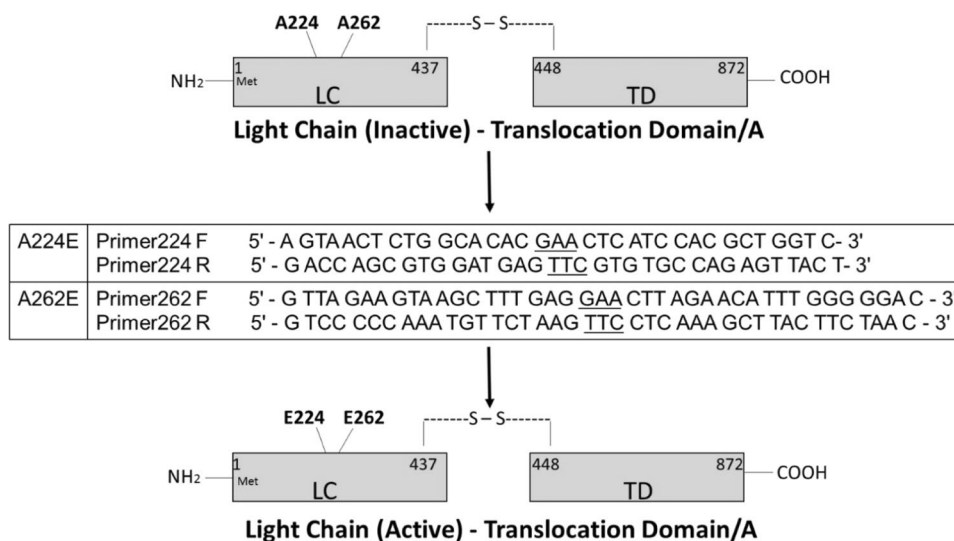 A224 A262
-------S – S-------
1 437 448 872
NH₂ Met LC TD COOH
Light Chain (Inactive) - Translocation Domain/A
A224E Primer224 F 5' - A GTA ACT CTG GCA CAC GAA CTC ATC CAC GCT GGT C- 3'
Primer224 R 5' - G ACC AGC GTG GAT GAG TTC GTG TGC CAG AGT TAC T- 3'
A262E Primer262 F 5' - G TTA GAA GTA AGC TTT GAG GAA CTT AGA ACA TTT GGG GGA C - 3'
Primer262 R 5' - G TCC CCC AAA TGT TCT AAG TTC CTC AAA GCT TAC TTC TAA C - 3'
E224 E262
-------S – S-------
1 437 448 872
NH₂ Met LC TD COOH
Light Chain (Active) - Translocation Domain/A